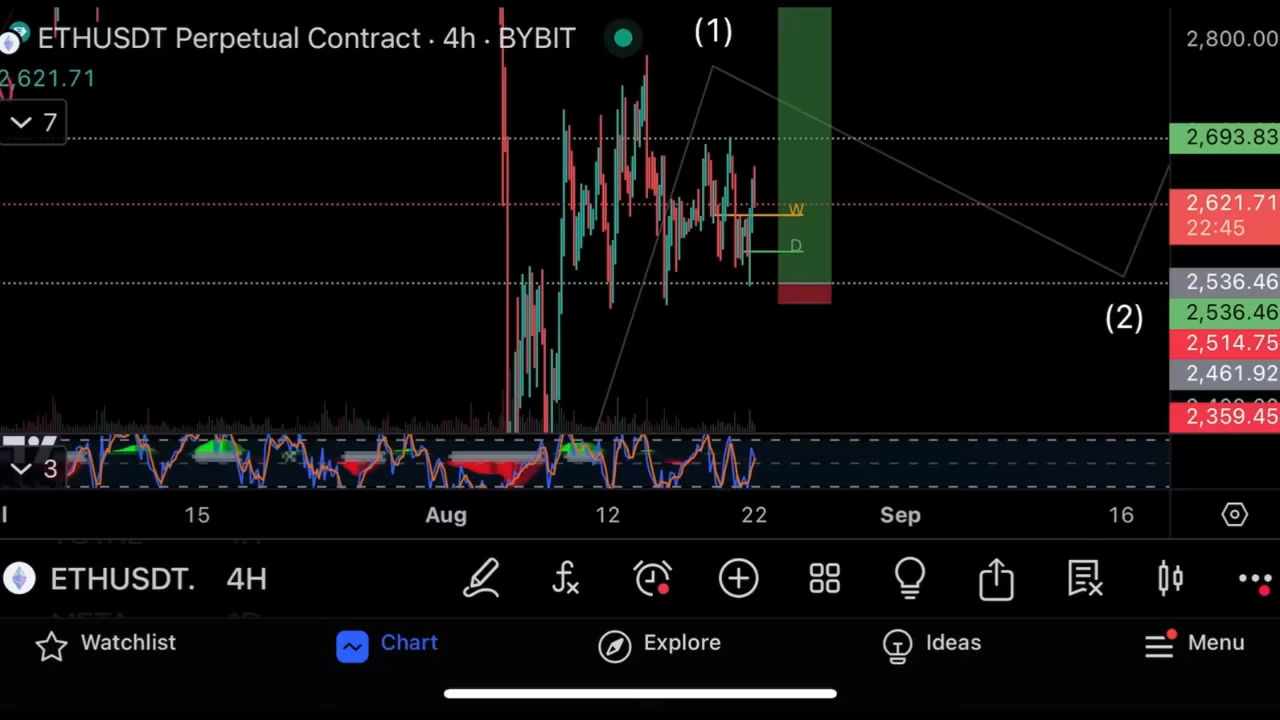 ETHUSDT Perpetual Contract · 4h · BYBIT
(1)
2,800.00
2,621.71
7
2,693.83
W
2,621.71
22:45
D
2,536.46
(2)
2,536.46
2,514.75
2,461.92
2,359.45
3
15
Aug
12
22
Sep
16
ETHUSDT. 4H
Watchlist
Chart
Explore
Ideas
Menu